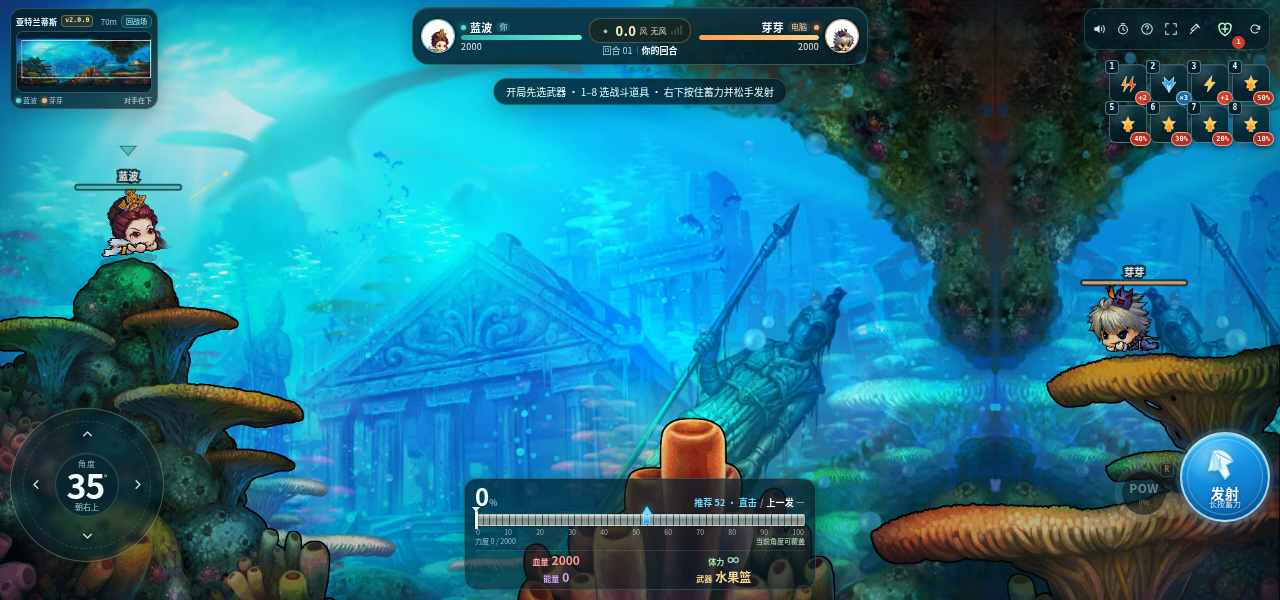 亚特兰蒂斯 v2.0.0 70m 回战场
蓝波 芽芽 对手在下
蓝波 你
2000
0.0 风 无风
回合 01 你的回合
芽芽 电脑
2000
开局先选武器 · 1–8 选战斗道具 · 右下按住蓄力并松手发射
1
1 2 3 4
+2 ×3 +1 50%
5 6 7 8
40% 30% 20% 10%
蓝波
芽芽
角度
35°
朝右上
0%
推荐 52 · 直击 / 上一发 —
0 10 20 30 40 50 60 70 80 90 100
力度 0 / 2000 当前角度可覆盖
血量 2000 体力 ∞
能量 0 武器 水果篮
R
POW
发射
长按蓄力